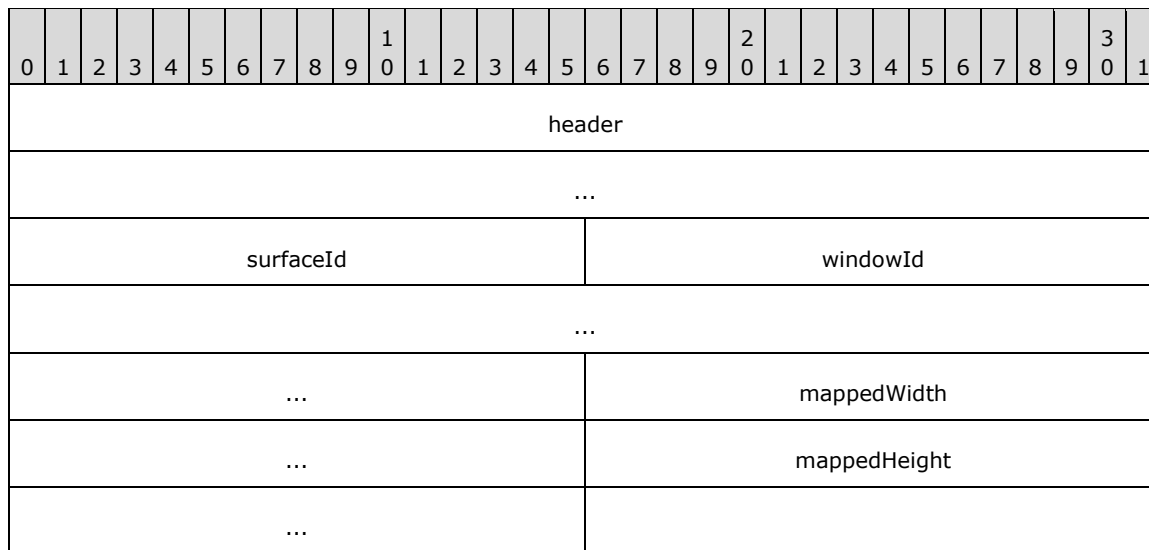 1 2 3
0 1 2 3 4 5 6 7 8 9 0 1 2 3 4 5 6 7 8 9 0 1 2 3 4 5 6 7 8 9 0 1
header
...
surfaceId windowId
...
... mappedWidth
... mappedHeight
...